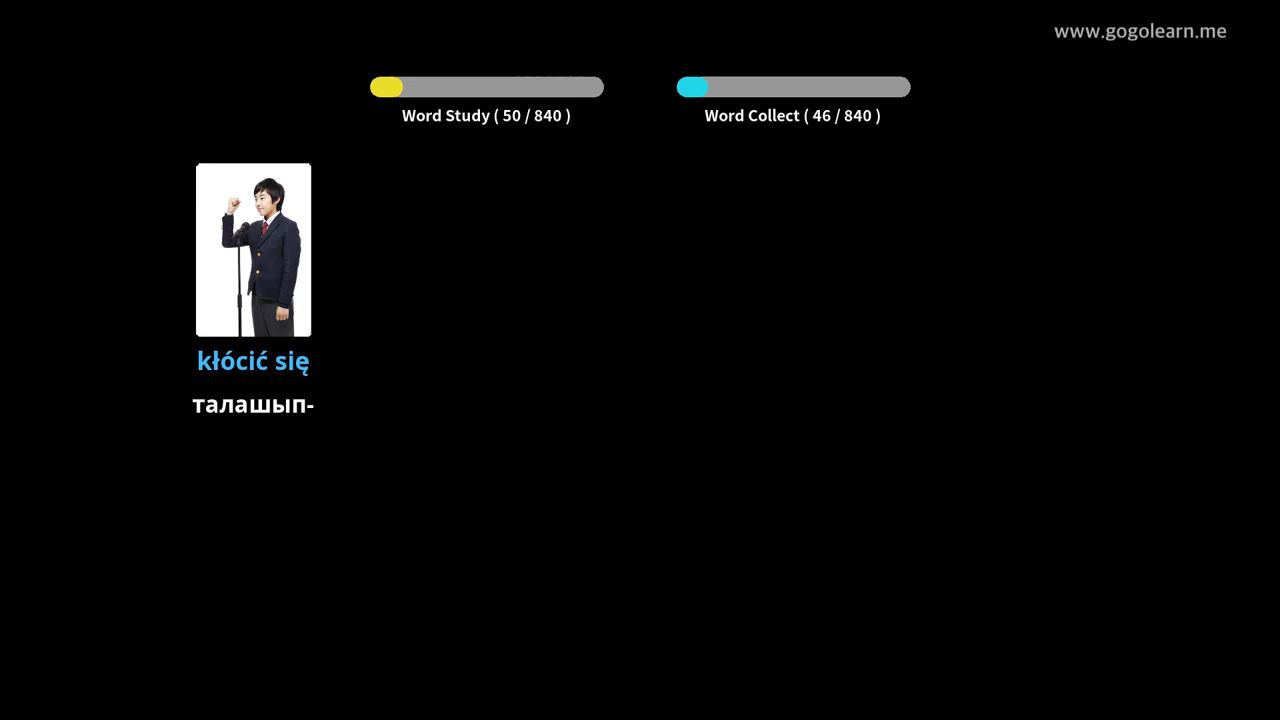 www.gogolearn.me
Word Study ( 50 / 840 )
Word Collect ( 46 / 840 )
kłócić się
талашып-